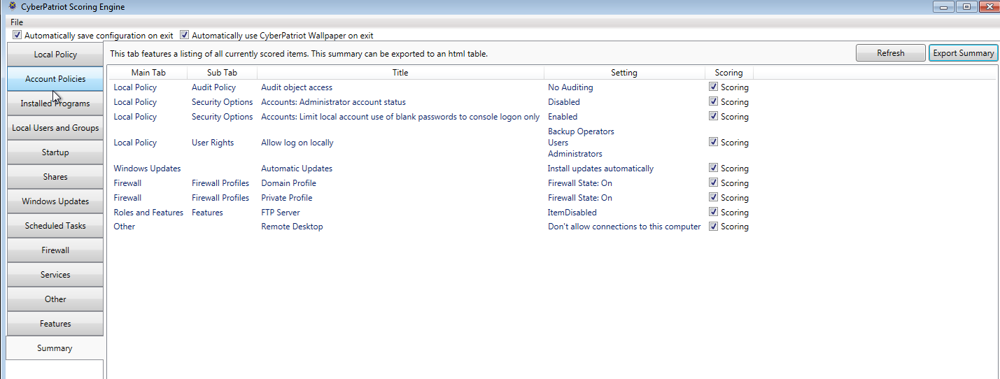 CyberPatriot Scoring Engine
File
Automatically save configuration on exit Automatically use CyberPatriot Wallpaper on exit
Local Policy
Account Policies
Installed Programs
Local Users and Groups
Startup
Shares
Windows Updates
Scheduled Tasks
Firewall
Services
Other
Features
Summary
This tab features a listing of all currently scored items. This summary can be exported to an html table.
Refresh
Export Summary
Main Tab Sub Tab Title Setting Scoring
Local Policy Audit Policy Audit object access No Auditing Scoring
Local Policy Security Options Accounts: Administrator account status Disabled Scoring
Local Policy Security Options Accounts: Limit local account use of blank passwords to console logon only Enabled Scoring
Backup Operators
Local Policy User Rights Allow log on locally Users Scoring
Administrators
Windows Updates Automatic Updates Install updates automatically Scoring
Firewall Firewall Profiles Domain Profile Firewall State: On Scoring
Firewall Firewall Profiles Private Profile Firewall State: On Scoring
Roles and Features Features FTP Server ItemDisabled Scoring
Other Remote Desktop Don't allow connections to this computer Scoring